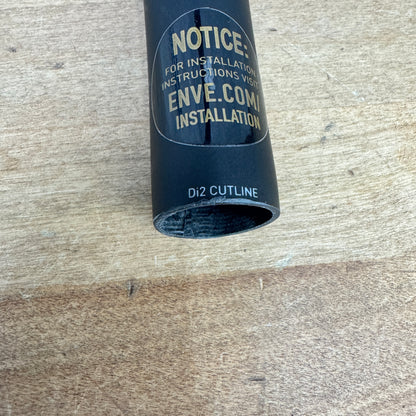 NOTICE:
FOR INSTALLATION
INSTRUCTIONS VISIT
ENVE.COM/
INSTALLATION
Di2 CUTLINE